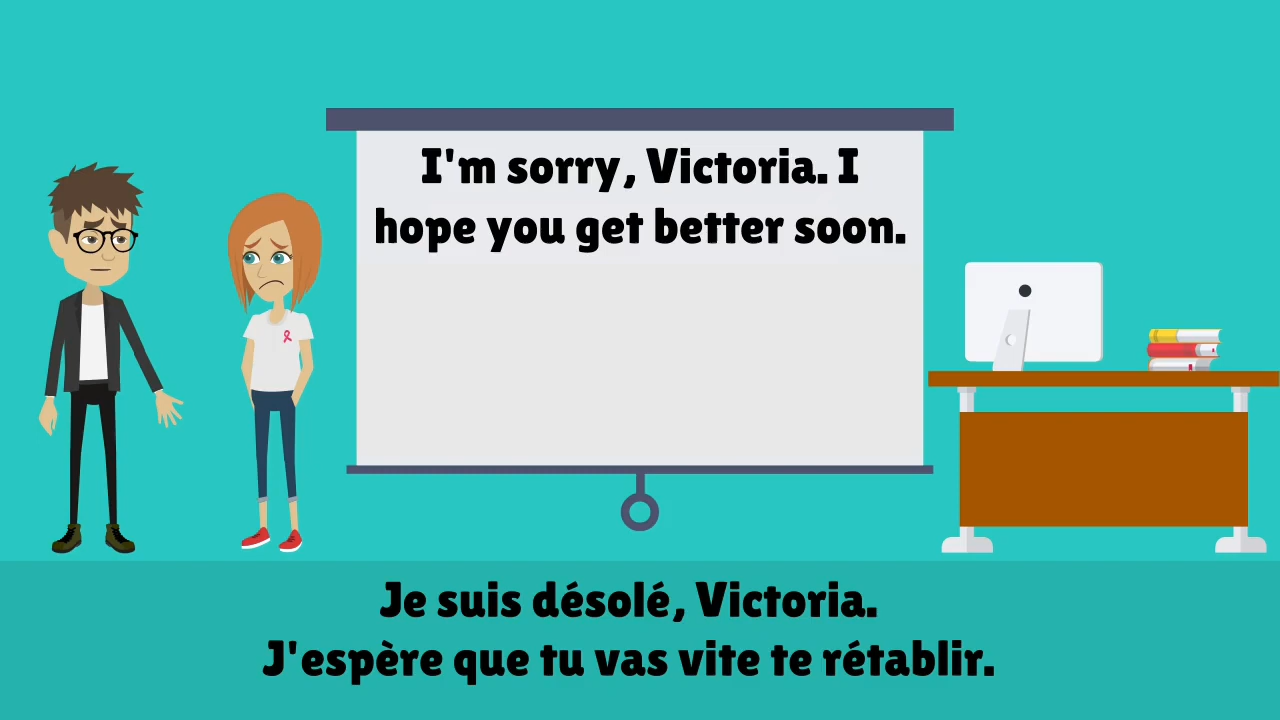 I'm sorry, Victoria. I
hope you get better soon.
Je suis désolé, Victoria.
J'espère que tu vas vite te rétablir.